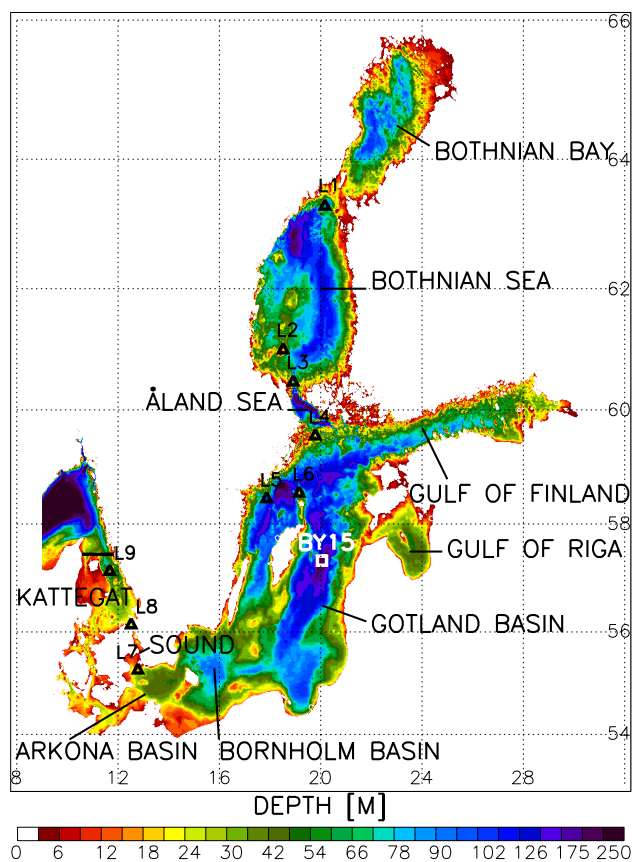 66
BOTHNIAN BAY
64
L1
BOTHNIAN SEA
62
L2
L3
ÅLAND SEA
60
L4
L5 L6
GULF OF FINLAND
58
BY15
L9
GULF OF RIGA
KATTEGAT
L8
GOTLAND BASIN
56
L7 SOUND
ARKONA BASIN BORNHOLM BASIN
54
8 12 16 20 24 28
DEPTH [M]
0 6 12 18 24 30 42 54 66 78 90 102 126 175 250